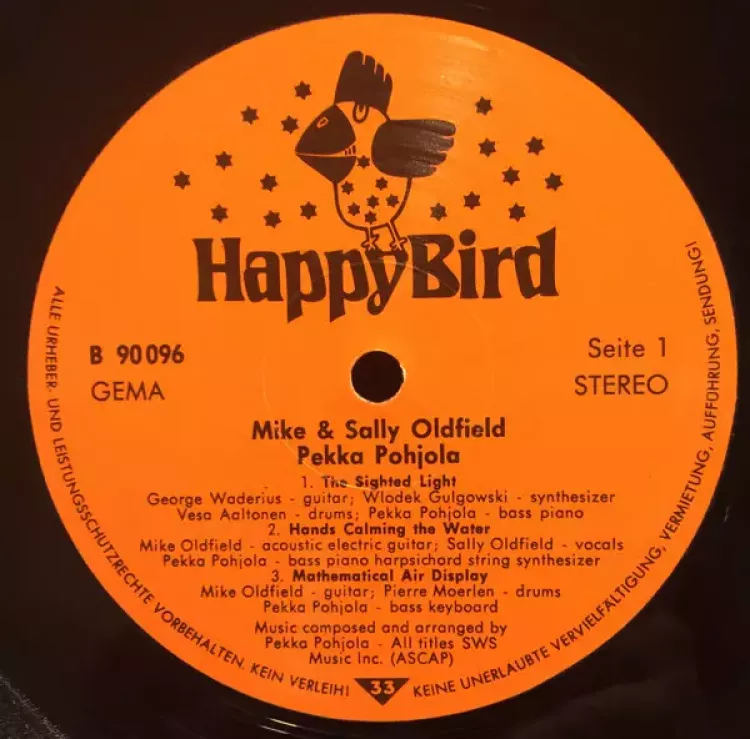 HappyBird
B 90096
GEMA
Seite 1
STEREO
Mike & Sally Oldfield
Pekka Pohjola
1. The Sighted Light
George Waderius - guitar; Wlodek Gulgowski - synthesizer
Vesa Aaltonen - drums; Pekka Pohjola - bass piano
2. Hands Calming the Water
Mike Oldfield - acoustic electric guitar; Sally Oldfield - vocals
Pekka Pohjola - bass piano harpsichord string synthesizer
3. Mathematical Air Display
Mike Oldfield - guitar; Pierre Moerlen - drums
Pekka Pohjola - bass keyboard
Music composed and arranged by
Pekka Pohjola - All titles SWS
Music Inc. (ASCAP)
ALLE URHEBER- UND LEISTUNGSSCHUTZRECHTE VORBEHALTEN. KEIN VERLEIH!
33
KEINE UNERLAUBTE VERVIELFÄLTIGUNG, VERMIETUNG, AUFFÜHRUNG, SENDUNG!